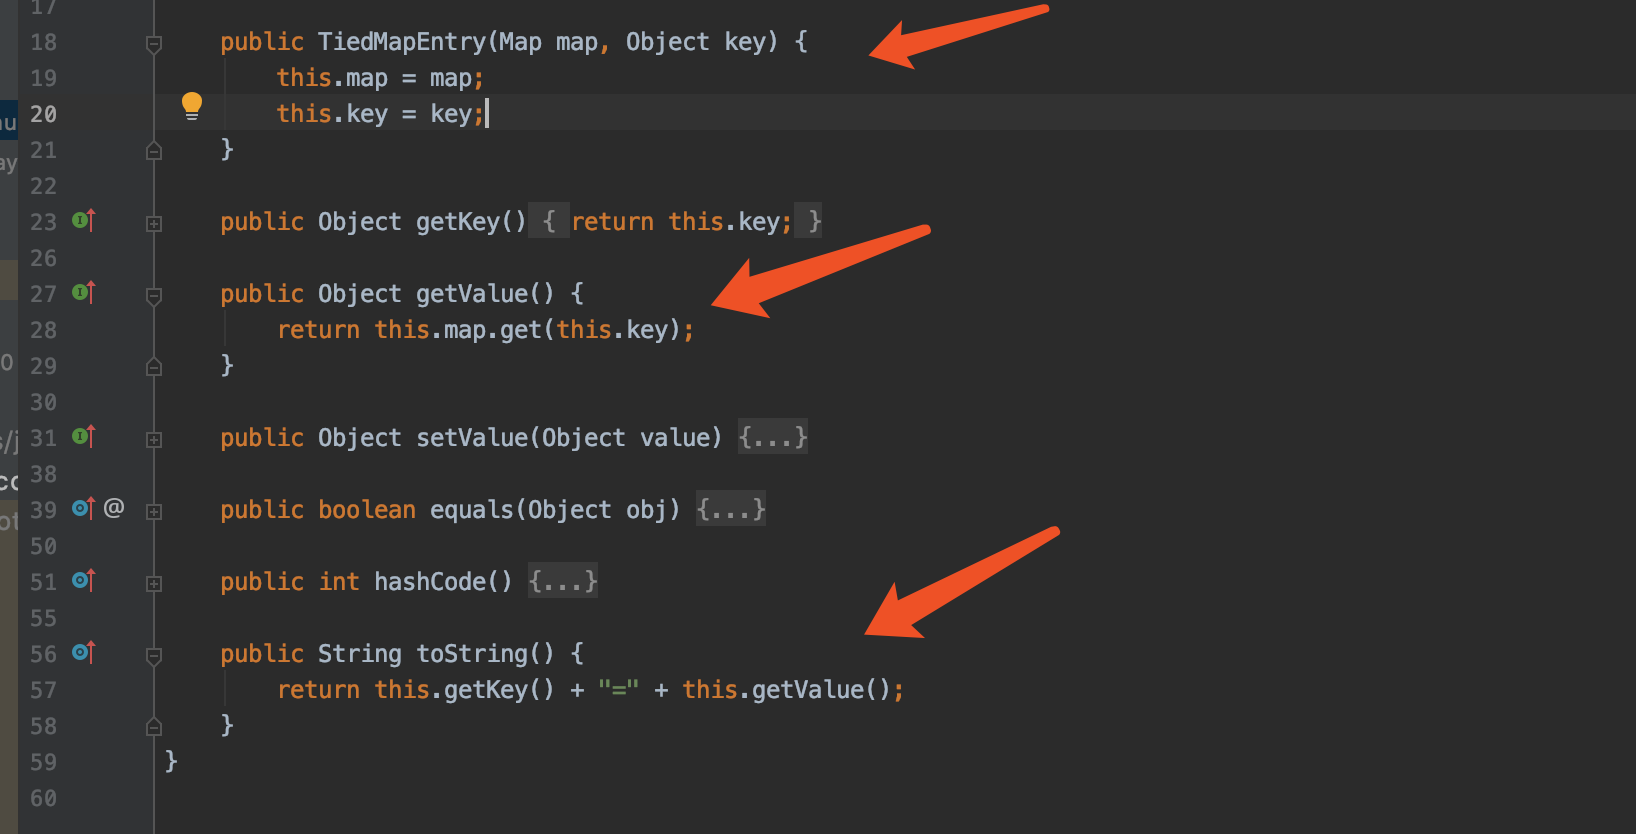 17
18 public TiedMapEntry(Map map, Object key) {
19 this.map = map;
20 this.key = key;
21 }
22
23 public Object getKey() { return this.key; }
26
27 public Object getValue() {
28 return this.map.get(this.key);
29 }
30
31 public Object setValue(Object value) {...}
38
39 @ public boolean equals(Object obj) {...}
50
51 public int hashCode() {...}
55
56 public String toString() {
57 return this.getKey() + "=" + this.getValue();
58 }
59 }
60